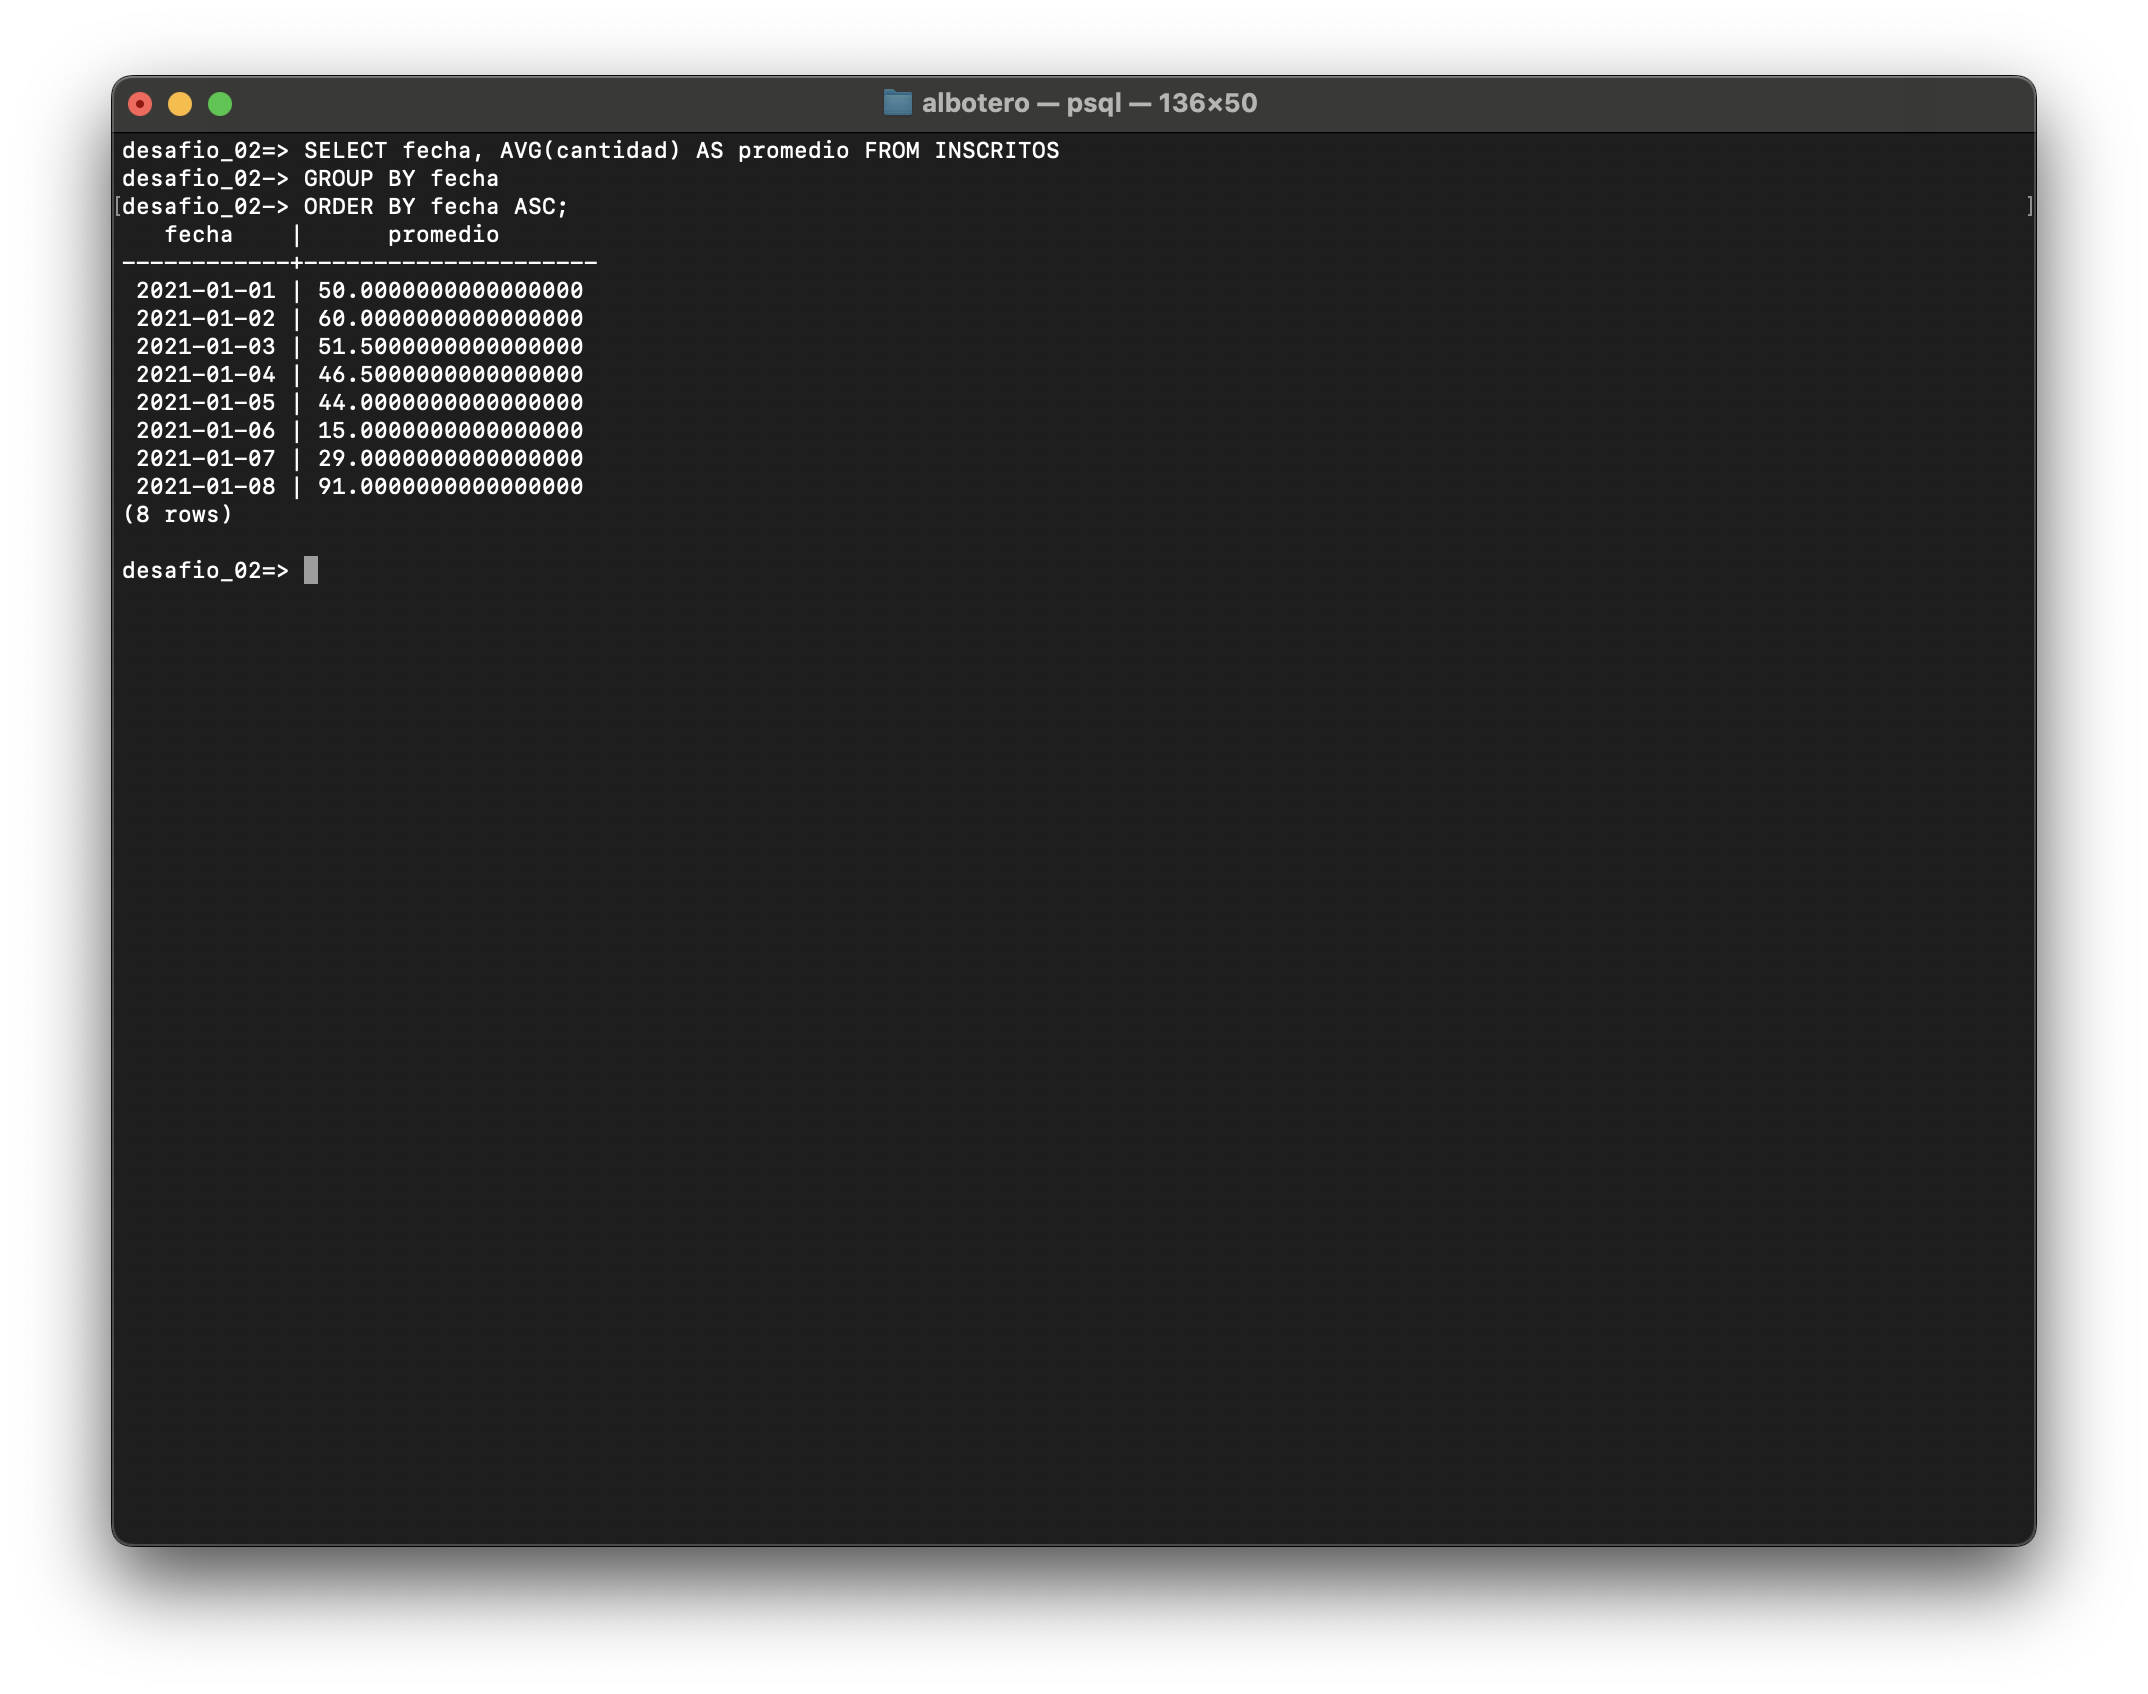 albotero — psql — 136×50
desafio_02=> SELECT fecha, AVG(cantidad) AS promedio FROM INSCRITOS
desafio_02-> GROUP BY fecha
[desafio_02-> ORDER BY fecha ASC; ]
   fecha    |      promedio
------------+---------------------
 2021-01-01 | 50.0000000000000000
 2021-01-02 | 60.0000000000000000
 2021-01-03 | 51.5000000000000000
 2021-01-04 | 46.5000000000000000
 2021-01-05 | 44.0000000000000000
 2021-01-06 | 15.0000000000000000
 2021-01-07 | 29.0000000000000000
 2021-01-08 | 91.0000000000000000
(8 rows)
desafio_02=>